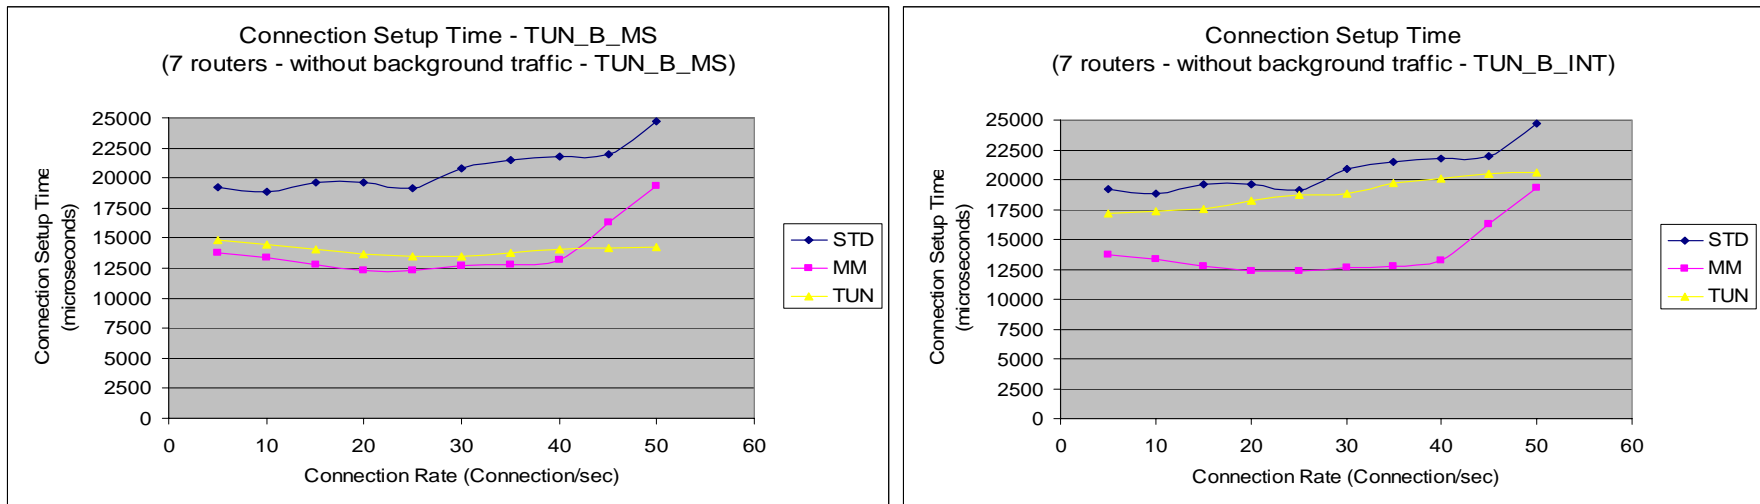 Connection Setup Time - TUN_B_MS
(7 routers - without background traffic - TUN_B_MS)
Connection Setup Time
(microseconds)
25000
22500
20000
17500
15000
12500
10000
7500
5000
2500
0
0 10 20 30 40 50 60
Connection Rate (Connection/sec)
STD
MM
TUN
Connection Setup Time
(7 routers - without background traffic - TUN_B_INT)
Connection Setup Time
(microseconds)
25000
22500
20000
17500
15000
12500
10000
7500
5000
2500
0
0 10 20 30 40 50 60
Connection Rate (Connection/sec)
STD
MM
TUN